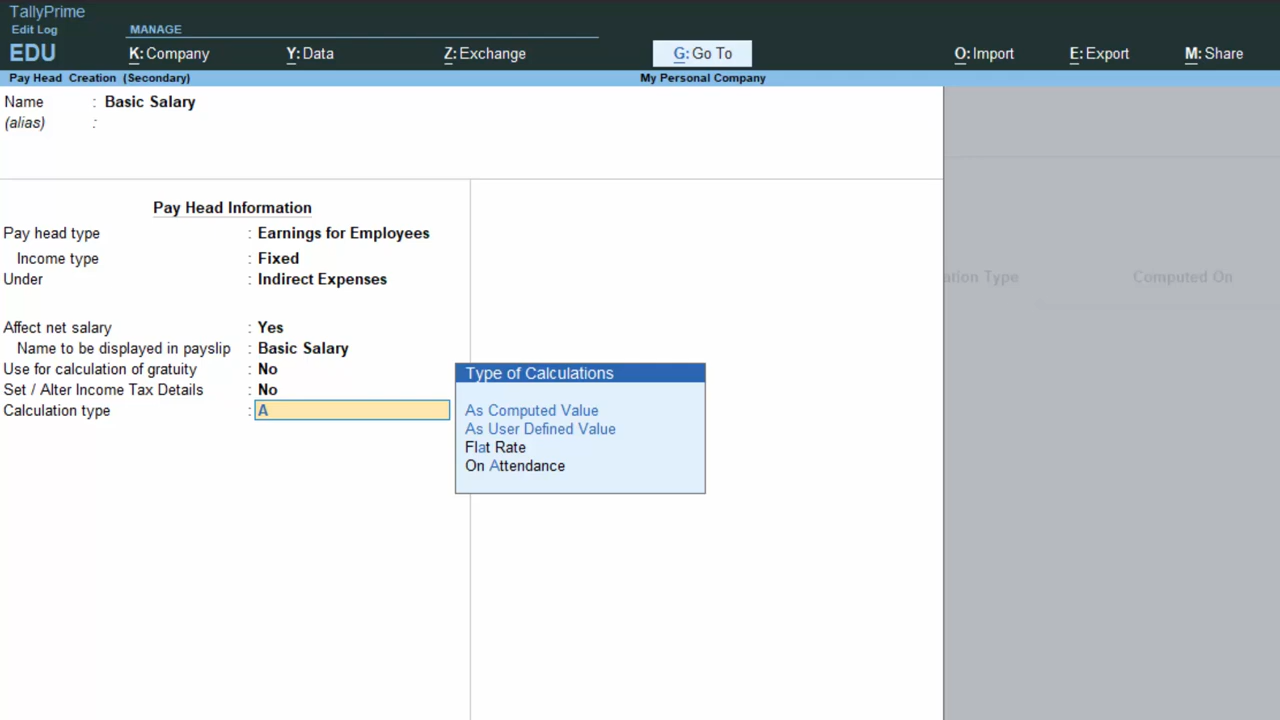 TallyPrime
Edit Log
MANAGE
EDU
K: Company
Y: Data
Z: Exchange
G: Go To
O: Import
E: Export
M: Share
Pay Head Creation (Secondary)
My Personal Company
Name : Basic Salary
(alias) :
Pay Head Information
Pay head type : Earnings for Employees
Income type : Fixed
Under : Indirect Expenses
ation Type
Computed On
Affect net salary : Yes
Name to be displayed in payslip : Basic Salary
Use for calculation of gratuity : No
Set / Alter Income Tax Details : No
Calculation type : A
Type of Calculations
As Computed Value
As User Defined Value
Flat Rate
On Attendance